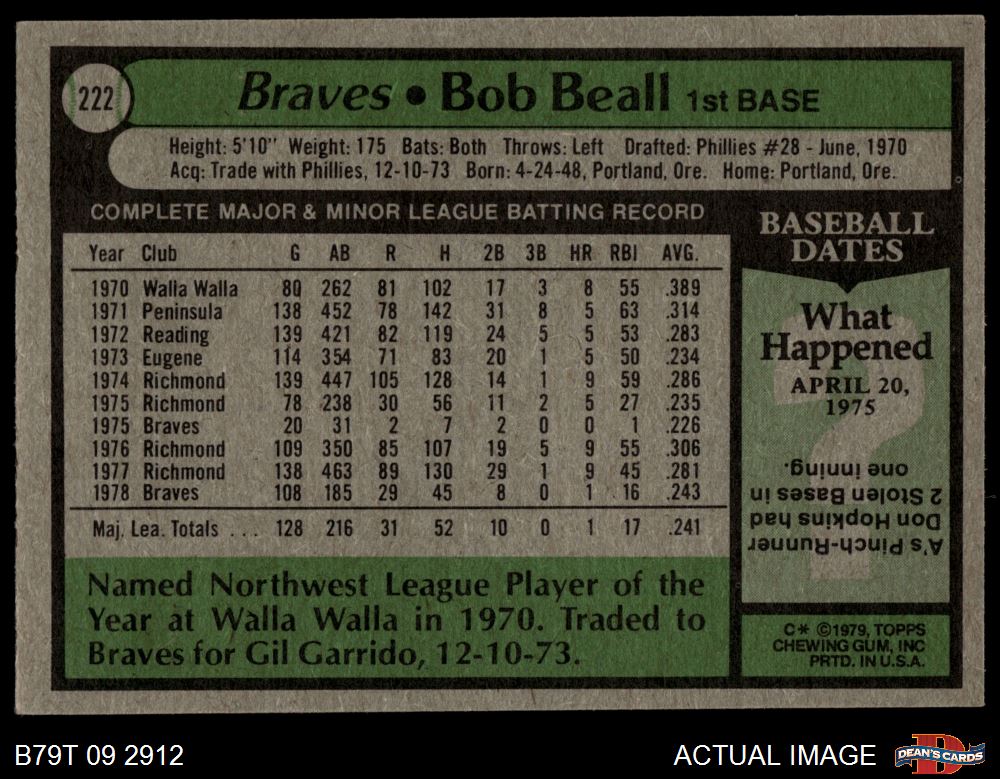 222
Braves • Bob Beall 1st BASE
Height: 5'10" Weight: 175 Bats: Both Throws: Left Drafted: Phillies #28 - June, 1970
Acq: Trade with Phillies, 12-10-73 Born: 4-24-48, Portland, Ore. Home: Portland, Ore.
COMPLETE MAJOR & MINOR LEAGUE BATTING RECORD
Year Club G AB R H 2B 3B HR RBI AVG.
1970 Walla Walla 80 262 81 102 17 3 8 55 .389
1971 Peninsula 138 452 78 142 31 8 5 63 .314
1972 Reading 139 421 82 119 24 5 5 53 .283
1973 Eugene 114 354 71 83 20 1 5 50 .234
1974 Richmond 139 447 105 128 14 1 9 59 .286
1975 Richmond 78 238 30 56 11 2 5 27 .235
1975 Braves 20 31 2 7 2 0 0 1 .226
1976 Richmond 109 350 85 107 19 5 9 55 .306
1977 Richmond 138 463 89 130 29 1 9 45 .281
1978 Braves 108 185 29 45 8 0 1 16 .243
Maj. Lea. Totals . . . 128 216 31 52 10 0 1 17 .241
Named Northwest League Player of the
Year at Walla Walla in 1970. Traded to
Braves for Gil Garrido, 12-10-73.
BASEBALL
DATES
What
Happened
APRIL 20,
1975
A's Pinch-Runner
Don Hopkins had
2 Stolen Bases in
one inning.
C* ©1979, TOPPS
CHEWING GUM, INC
PRTD. IN U.S.A.
B79T 09 2912
ACTUAL IMAGE
DEAN'S CARDS